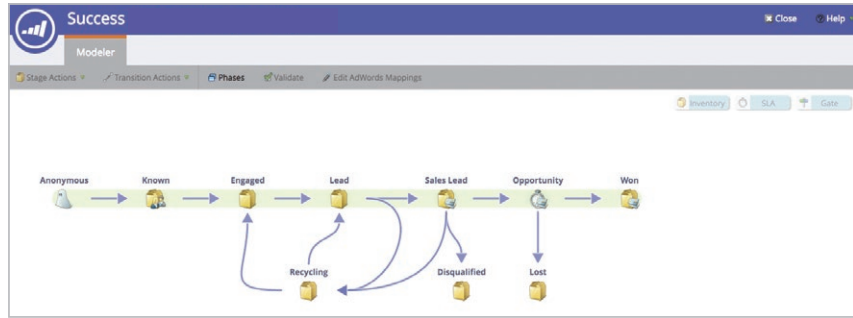 Success
Close Help
Modeler
Stage Actions Transition Actions Phases Validate Edit AdWords Mappings
Inventory SLA Gate
Anonymous Known Engaged Lead Sales Lead Opportunity Won
Recycling Disqualified Lost